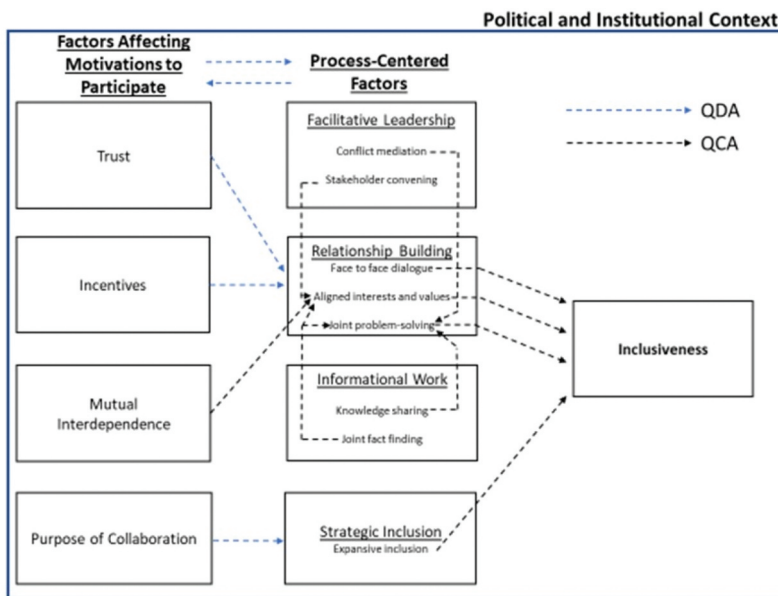 Political and Institutional Context
Factors Affecting
Motivations to
Participate
Process-Centered
Factors
QDA
QCA
Trust
Facilitative Leadership
Conflict mediation
Stakeholder convening
Incentives
Relationship Building
Face to face dialogue
Aligned interests and values
Joint problem-solving
Inclusiveness
Mutual
Interdependence
Informational Work
Knowledge sharing
Joint fact finding
Purpose of Collaboration
Strategic Inclusion
Expansive inclusion